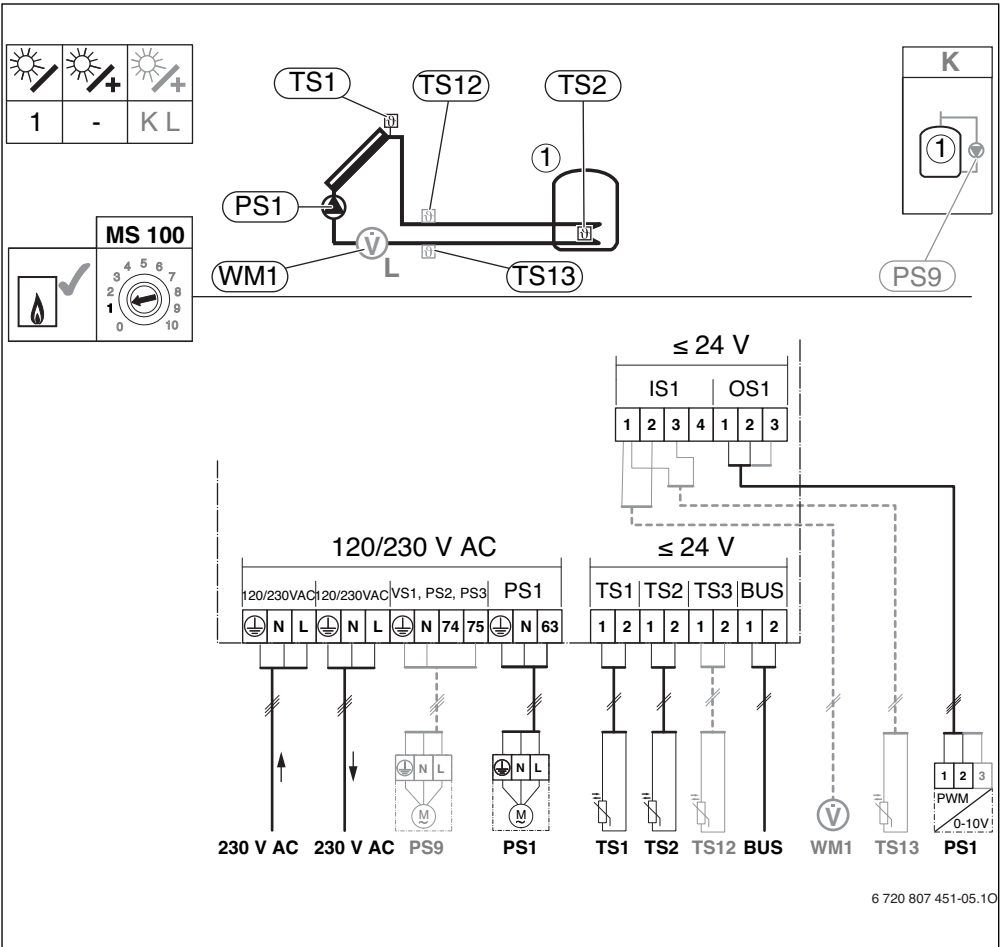 1 - K L
K
1
PS9
TS1 TS12 TS2
1
PS1
WM1 V̇ L TS13
MS 100
0 1 2 3 4 5 6 7 8 9 10
≤ 24 V
IS1 OS1
1 2 3 4 1 2 3
120/230 V AC ≤ 24 V
120/230VAC 120/230VAC VS1, PS2, PS3 PS1 TS1 TS2 TS3 BUS
N L N L N 74 75 N 63 1 2 1 2 1 2 1 2
N L N L 1 2 3
M ~ M ~ V̇ PWM 0-10V
230 V AC 230 V AC PS9 PS1 TS1 TS2 TS12 BUS WM1 TS13 PS1
6 720 807 451-05.1O